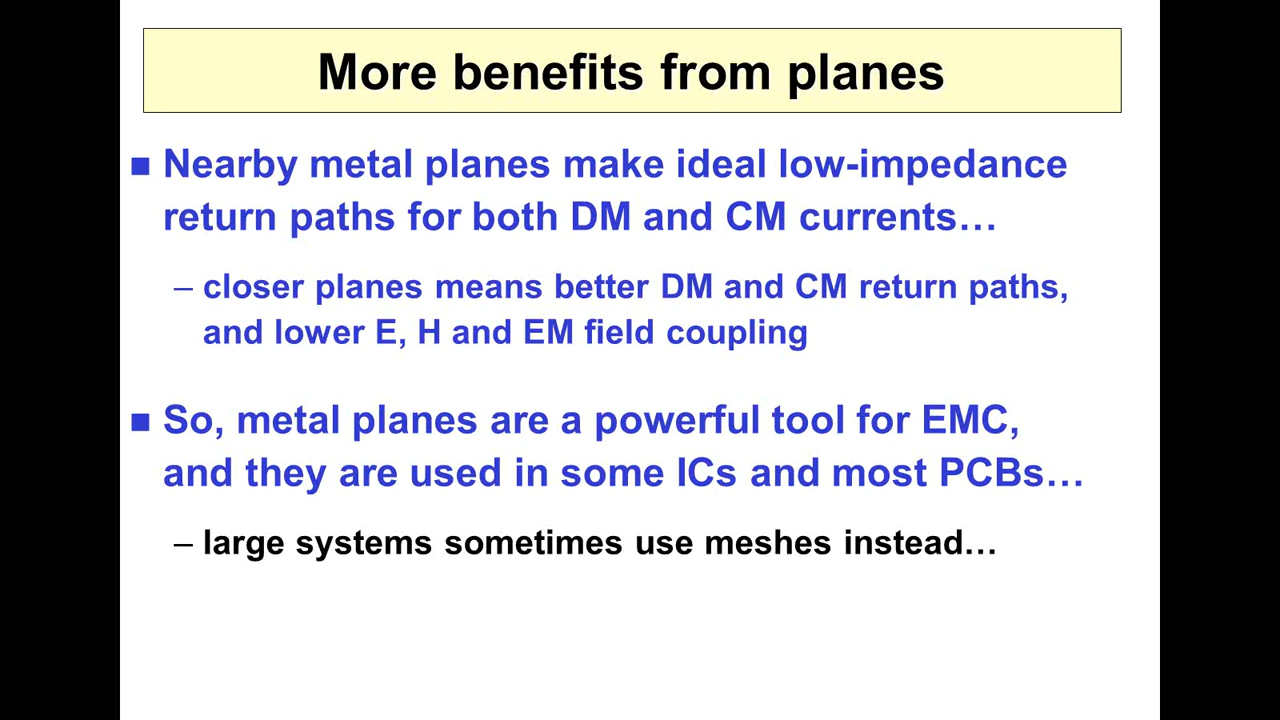 More benefits from planes
■ Nearby metal planes make ideal low-impedance
return paths for both DM and CM currents…
– closer planes means better DM and CM return paths,
and lower E, H and EM field coupling
■ So, metal planes are a powerful tool for EMC,
and they are used in some ICs and most PCBs…
– large systems sometimes use meshes instead…